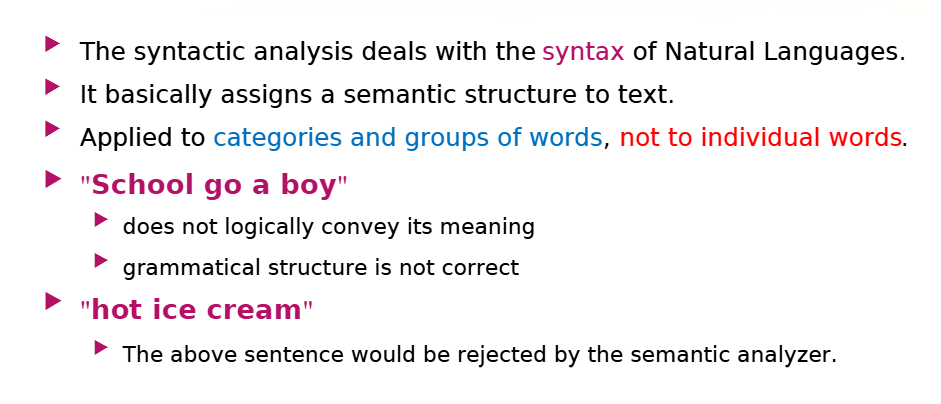 The syntactic analysis deals with the syntax of Natural Languages.
It basically assigns a semantic structure to text.
Applied to categories and groups of words, not to individual words.
"School go a boy"
does not logically convey its meaning
grammatical structure is not correct
"hot ice cream"
The above sentence would be rejected by the semantic analyzer.